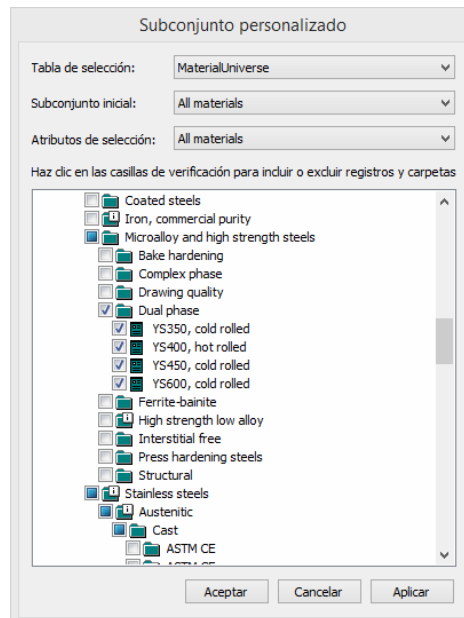 Subconjunto personalizado
Tabla de selección: MaterialUniverse
Subconjunto inicial: All materials
Atributos de selección: All materials
Haz clic en las casillas de verificación para incluir o excluir registros y carpetas
Coated steels
Iron, commercial purity
Microalloy and high strength steels
Bake hardening
Complex phase
Drawing quality
Dual phase
YS350, cold rolled
YS400, hot rolled
YS450, cold rolled
YS600, cold rolled
Ferrite-bainite
High strength low alloy
Interstitial free
Press hardening steels
Structural
Stainless steels
Austenitic
Cast
ASTM CE
Aceptar Cancelar Aplicar